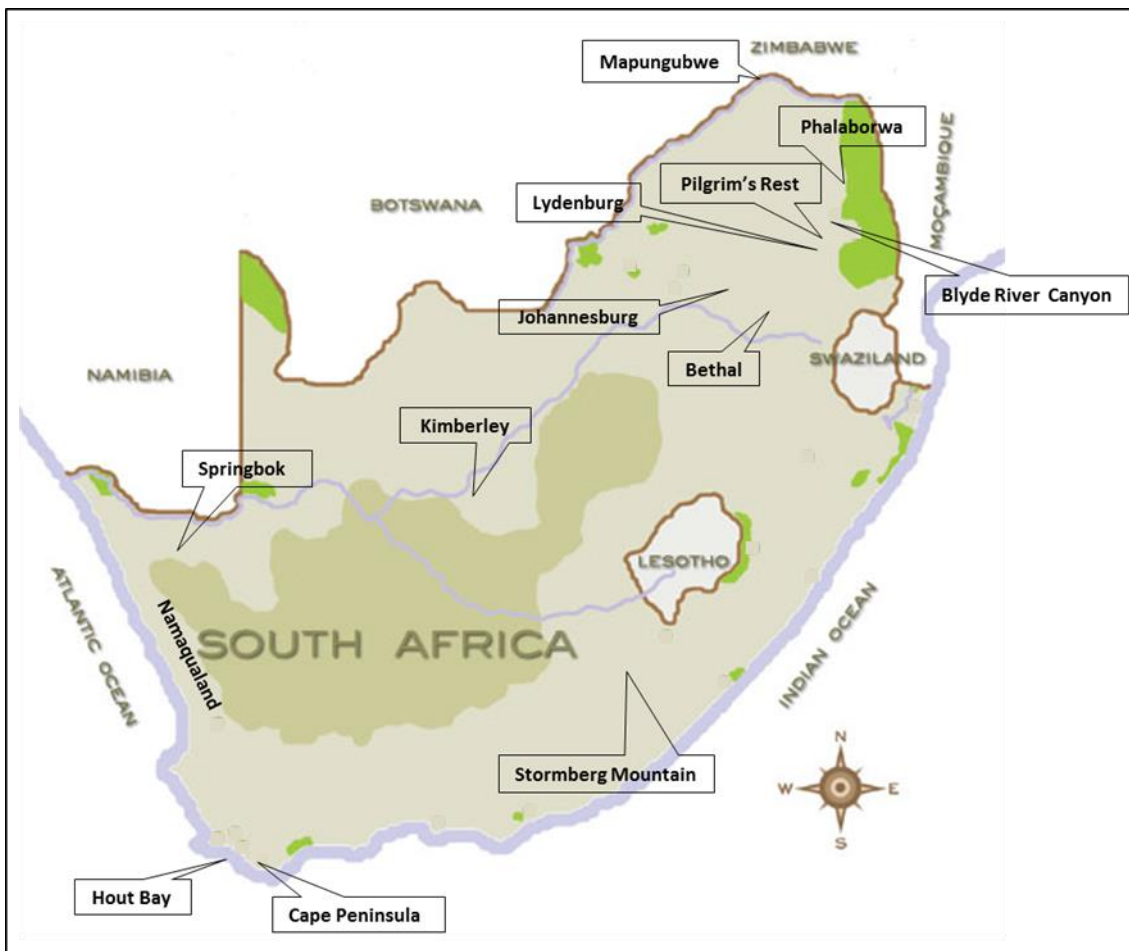 ZIMBABWE
Mapungubwe
Phalaborwa
Pilgrim's Rest
Lydenburg
BOTSWANA
MOÇAMBIQUE
Blyde River Canyon
Johannesburg
Bethal
SWAZILAND
NAMIBIA
Kimberley
Springbok
LESOTHO
ATLANTIC OCEAN
Namaqualand
SOUTH AFRICA
INDIAN OCEAN
Stormberg Mountain
N
W
E
S
Hout Bay
Cape Peninsula